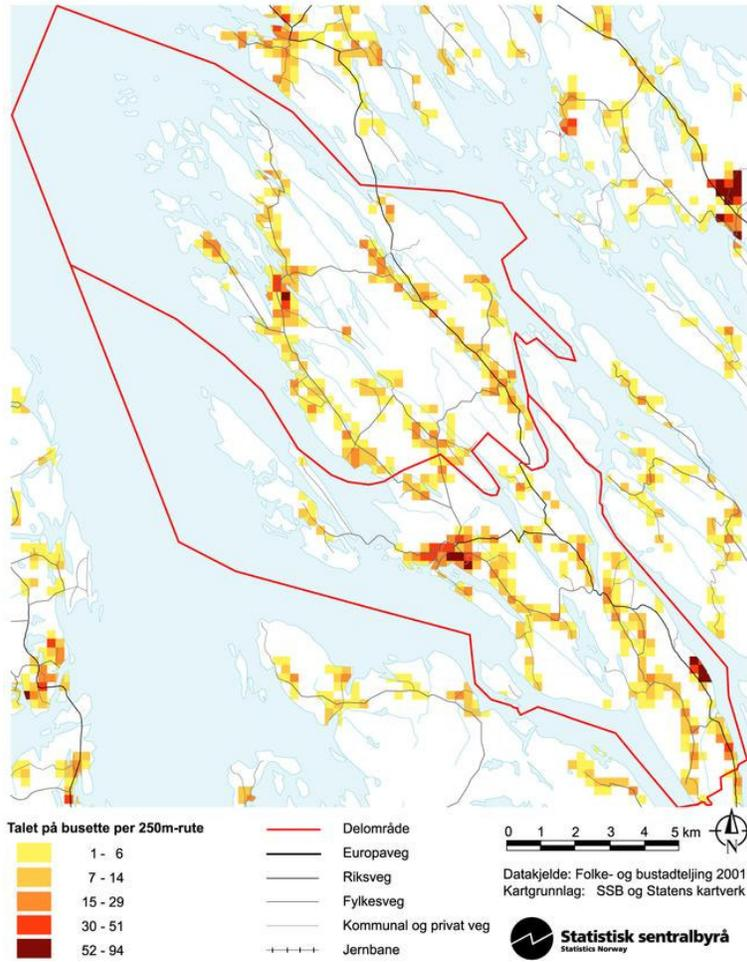 Talet på busette per 250m-rute
1 - 6
7 - 14
15 - 29
30 - 51
52 - 94
Delområde
Europaveg
Riksveg
Fylkesveg
Kommunal og privat veg
Jernbane
0 1 2 3 4 5 km
N
Datakjelde: Folke- og bustadteljing 2001
Kartgrunnlag: SSB og Statens kartverk
Statistisk sentralbyrå
Statistics Norway